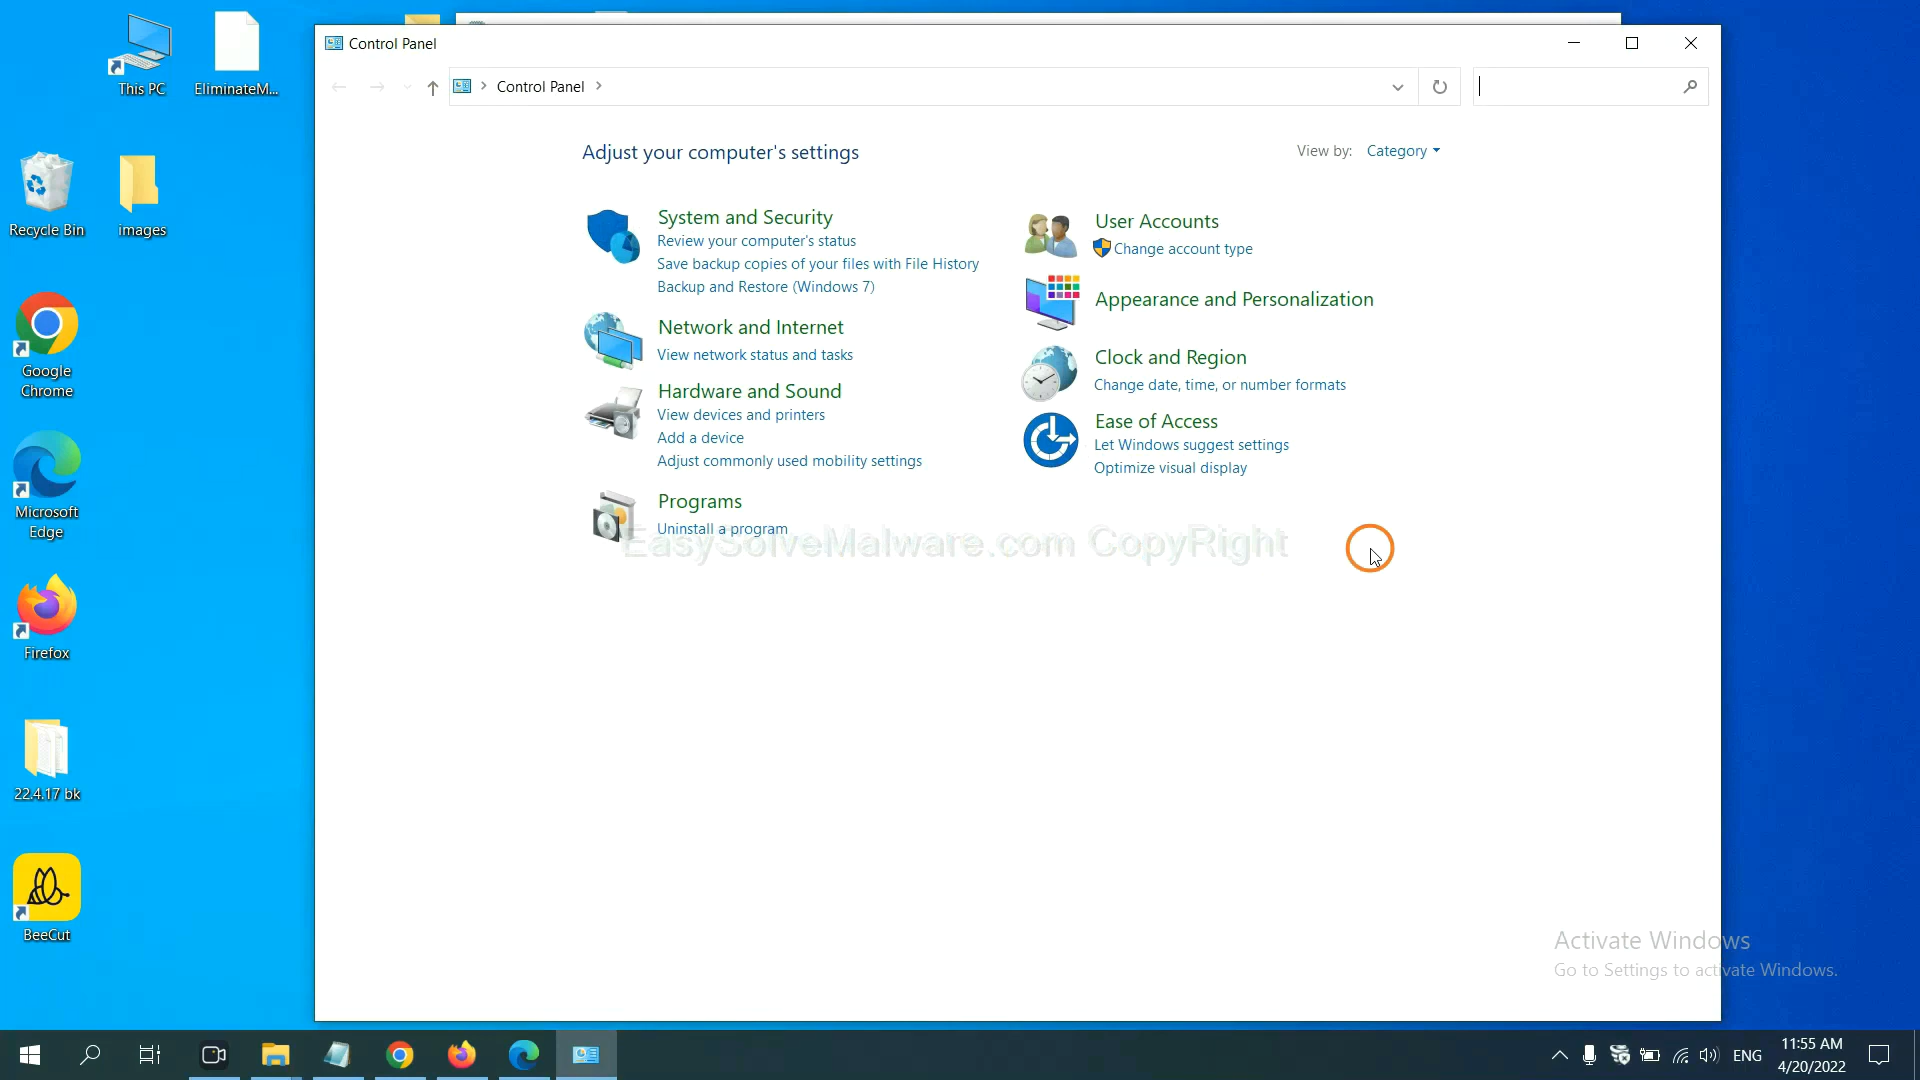 This PC
EliminateM...
Recycle Bin
images
Google
Chrome
Microsoft
Edge
Firefox
22.4.17 bk
BeeCut
Control Panel
Control Panel
Adjust your computer's settings
View by: Category
System and Security
Review your computer's status
Save backup copies of your files with File History
Backup and Restore (Windows 7)
Network and Internet
View network status and tasks
Hardware and Sound
View devices and printers
Add a device
Adjust commonly used mobility settings
Programs
Uninstall a program
User Accounts
Change account type
Appearance and Personalization
Clock and Region
Change date, time, or number formats
Ease of Access
Let Windows suggest settings
Optimize visual display
EasySolveMalware.com CopyRight
Activate Windows
Go to Settings to activate Windows.
ENG
11:55 AM
4/20/2022